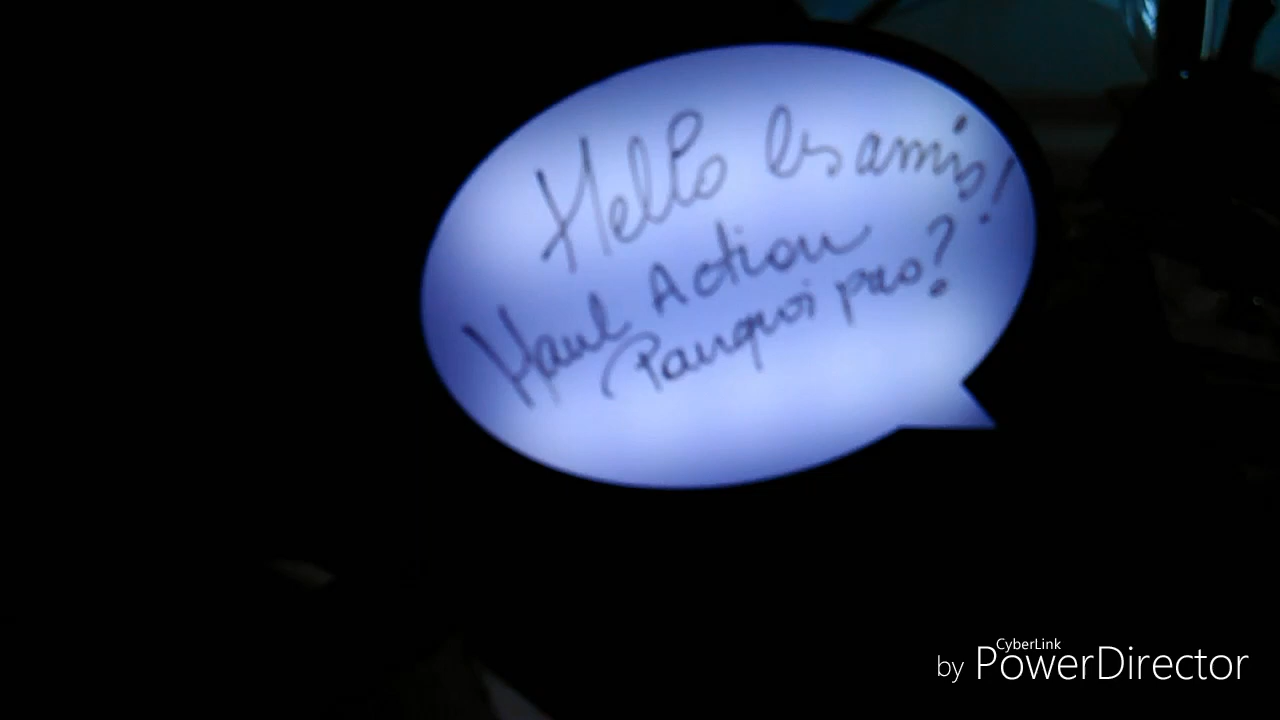 Hello les amis!
Haul Action
Pourquoi pas?
CyberLink
by PowerDirector